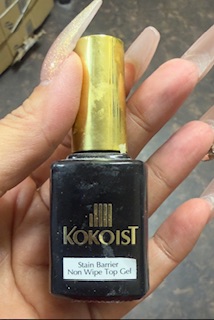 KOKOIST
Stain Barrier
Non Wipe Top Gel